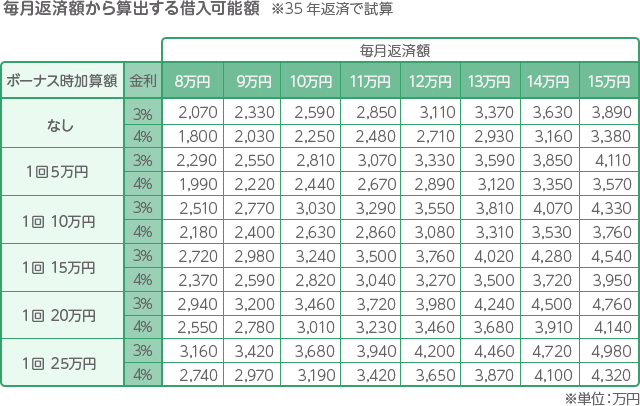 毎月返済額から算出する借入可能額 ※35年返済で試算
毎月返済額
ボーナス時加算額 金利 8万円 9万円 10万円 11万円 12万円 13万円 14万円 15万円
なし 3% 2,070 2,330 2,590 2,850 3,110 3,370 3,630 3,890
4% 1,800 2,030 2,250 2,480 2,710 2,930 3,160 3,380
1回5万円 3% 2,290 2,550 2,810 3,070 3,330 3,590 3,850 4,110
4% 1,990 2,220 2,440 2,670 2,890 3,120 3,350 3,570
1回 10万円 3% 2,510 2,770 3,030 3,290 3,550 3,810 4,070 4,330
4% 2,180 2,400 2,630 2,860 3,080 3,310 3,530 3,760
1回 15万円 3% 2,720 2,980 3,240 3,500 3,760 4,020 4,280 4,540
4% 2,370 2,590 2,820 3,040 3,270 3,500 3,720 3,950
1回 20万円 3% 2,940 3,200 3,460 3,720 3,980 4,240 4,500 4,760
4% 2,550 2,780 3,010 3,230 3,460 3,680 3,910 4,140
1回 25万円 3% 3,160 3,420 3,680 3,940 4,200 4,460 4,720 4,980
4% 2,740 2,970 3,190 3,420 3,650 3,870 4,100 4,320
※単位：万円